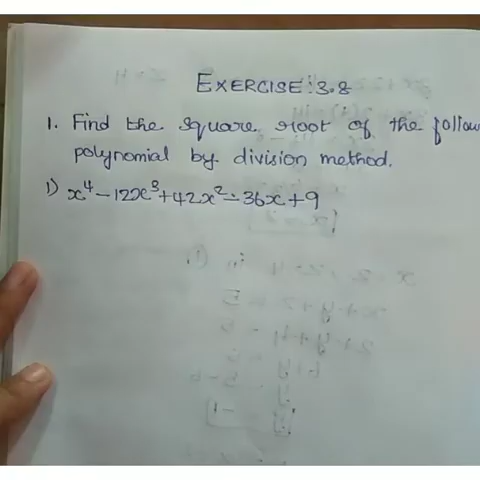 EXERCISE:3.8
1. Find the square root of the follow
polynomial by division method.
1) x⁴-12x³+42x²-36x+9